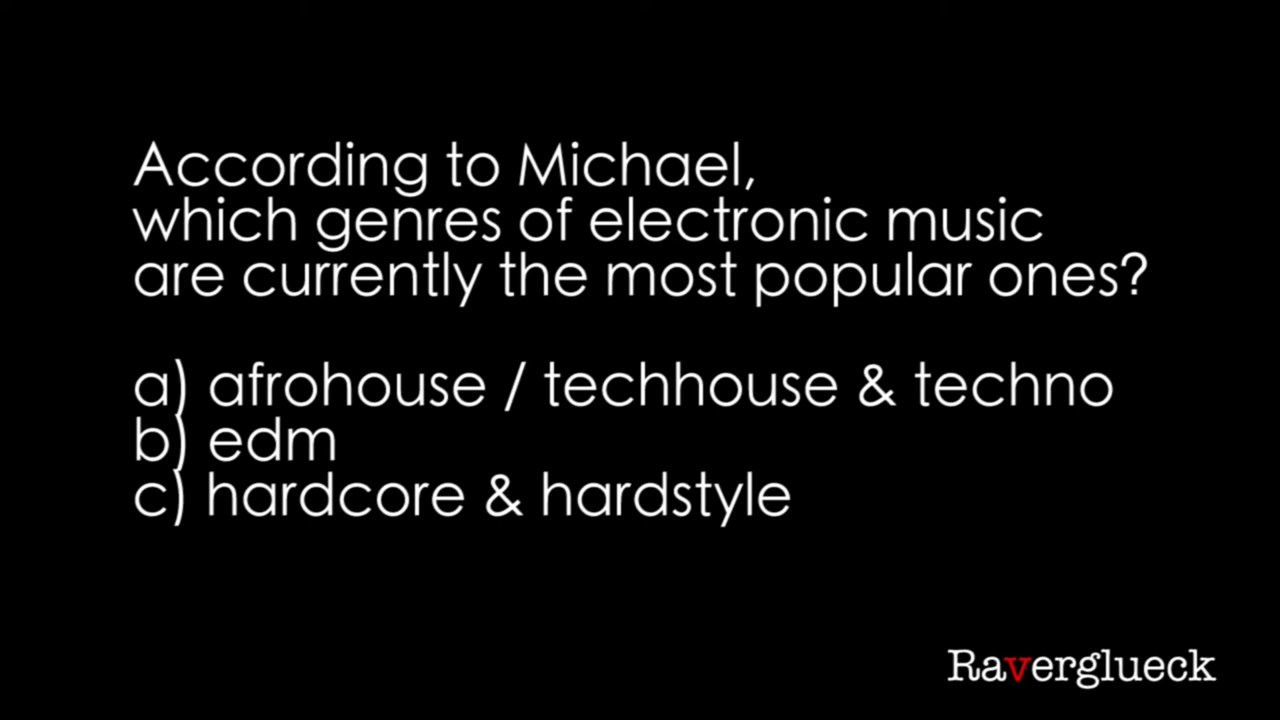 According to Michael,
which genres of electronic music
are currently the most popular ones?
a) afrohouse / techhouse & techno
b) edm
c) hardcore & hardstyle
Raverglueck